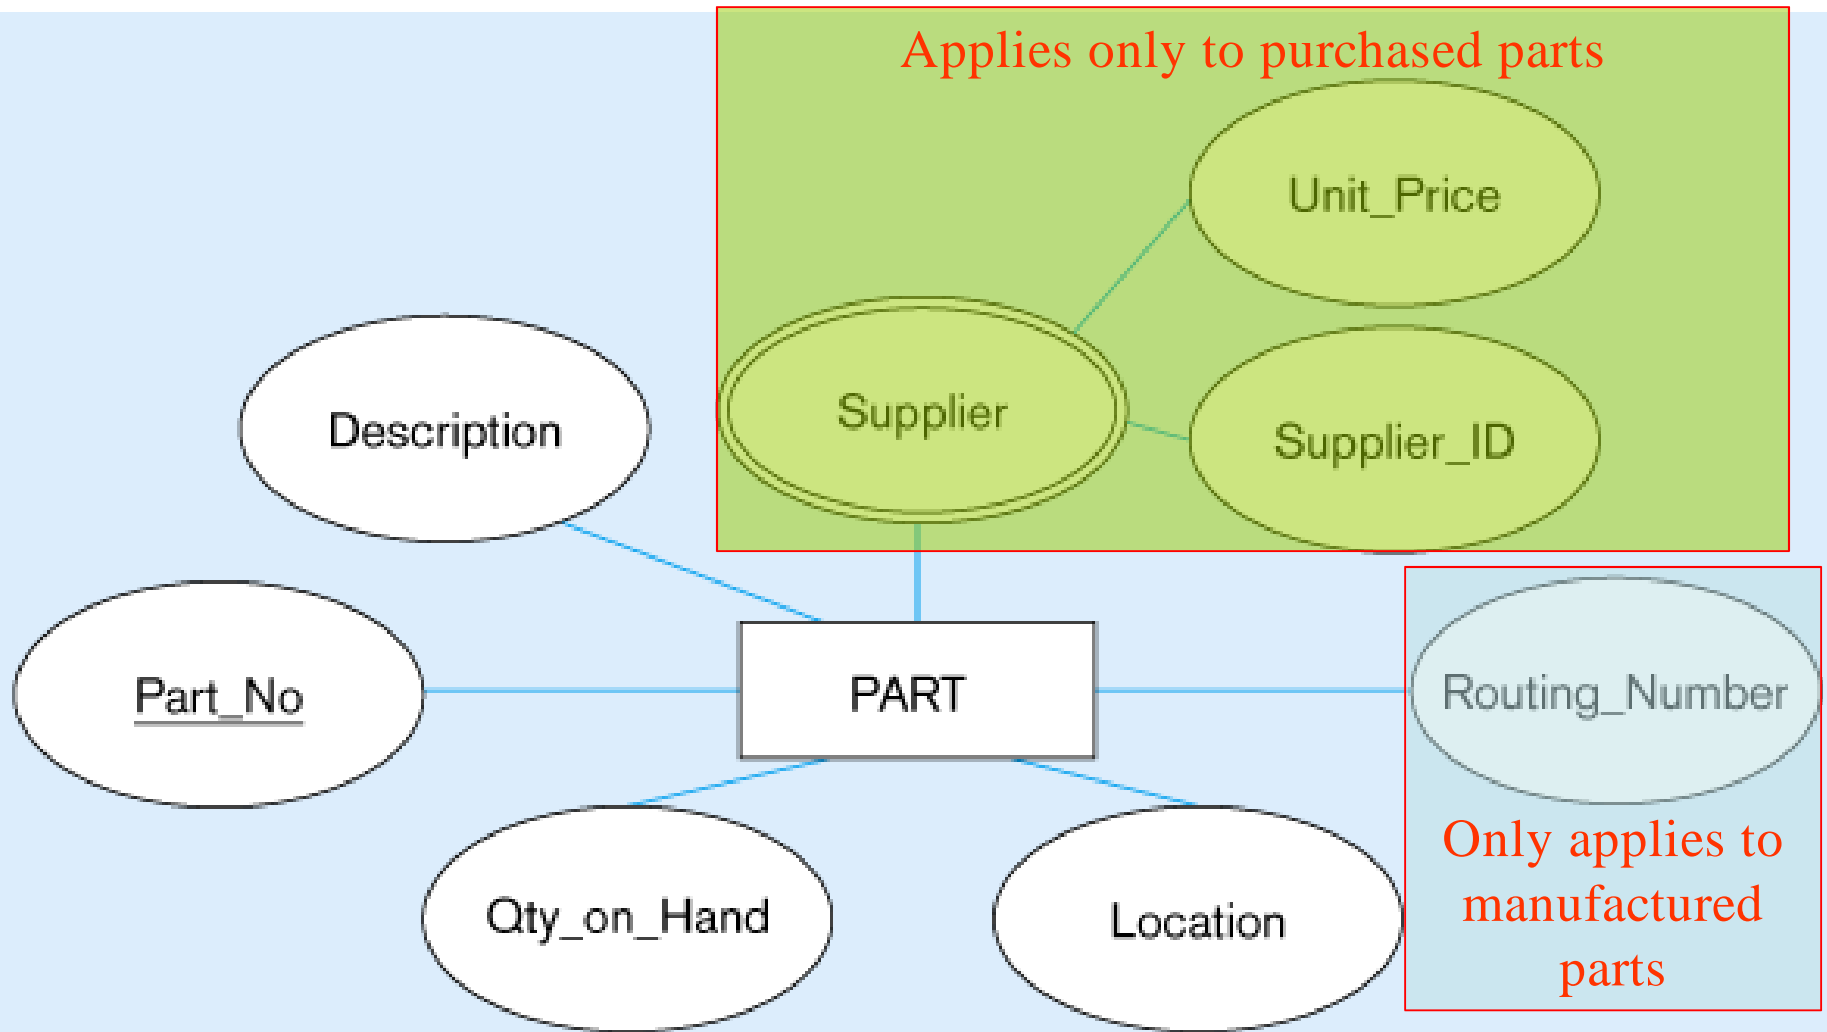 Applies only to purchased parts
Unit_Price
Supplier
Supplier_ID
Description
Part_No
PART
Routing_Number
Qty_on_Hand
Location
Only applies to
manufactured
parts